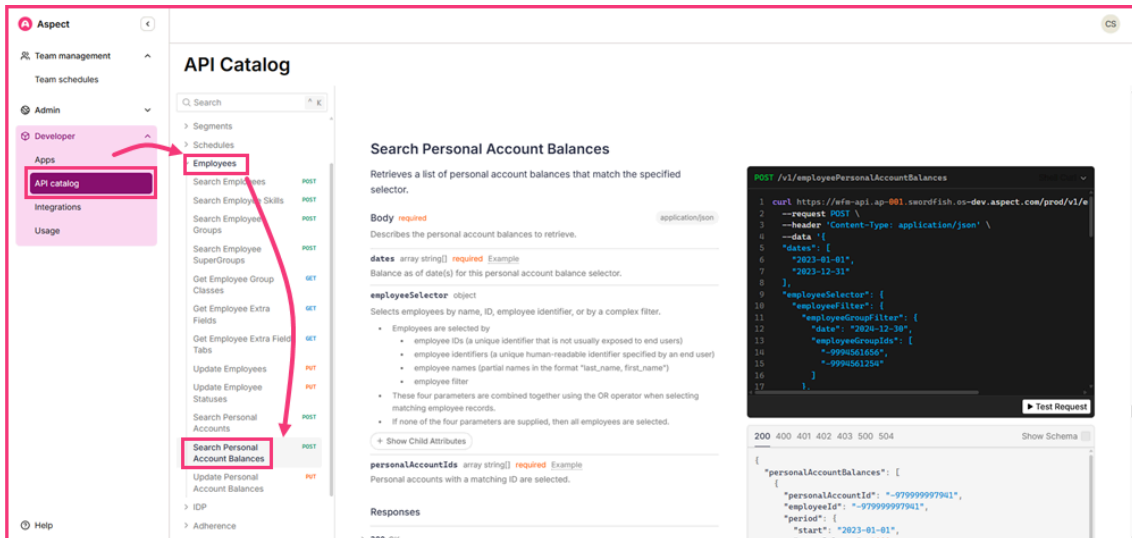 Aspect
CS
Team management
Team schedules
Admin
Developer
Apps
API catalog
Integrations
Usage
Help
API Catalog
Search
^ K
Segments
Schedules
Employees
Search Employees POST
Search Employee Skills POST
Search Employee POST
Groups
Search Employee POST
SuperGroups
Get Employee Group GET
Classes
Get Employee Extra GET
Fields
Get Employee Extra Field GET
Tabs
Update Employees PUT
Update Employee PUT
Statuses
Search Personal POST
Accounts
Search Personal POST
Account Balances
Update Personal PUT
Account Balances
IDP
Adherence
Search Personal Account Balances
Retrieves a list of personal account balances that match the specified
selector.
Body required application/json
Describes the personal account balances to retrieve.
dates array string[] required Example
Balance as of date(s) for this personal account balance selector.
employeeSelector object
Selects employees by name, ID, employee identifier, or by a complex filter.
• Employees are selected by
• employee IDs (a unique identifier that is not usually exposed to end users)
• employee identifiers (a unique human-readable identifier specified by an end user)
• employee names (partial names in the format "last_name, first_name")
• employee filter
• These four parameters are combined together using the OR operator when selecting
matching employee records.
• If none of the four parameters are supplied, then all employees are selected.
+ Show Child Attributes
personalAccountIds array string[] required Example
Personal accounts with a matching ID are selected.
Responses
POST /v1/employeePersonalAccountBalances
1 curl https://wfm-api.ap-001.swordfish.os-dev.aspect.com/prod/v1/e
2 --request POST \
3 --header 'Content-Type: application/json' \
4 --data '{
5 "dates": [
6 "2023-01-01",
7 "2023-12-31"
8 ],
9 "employeeSelector": {
10 "employeeFilter": {
11 "employeeGroupFilter": {
12 "date": "2024-12-30",
13 "employeeGroupIds": [
14 "-9994561656",
15 "-9994561254"
16 ]
17 },
Test Request
200 400 401 402 403 500 504 Show Schema
{
"personalAccountBalances": [
{
"personalAccountId": "-979999997941",
"employeeId": "-979999997941",
"period": {
"start": "2023-01-01",